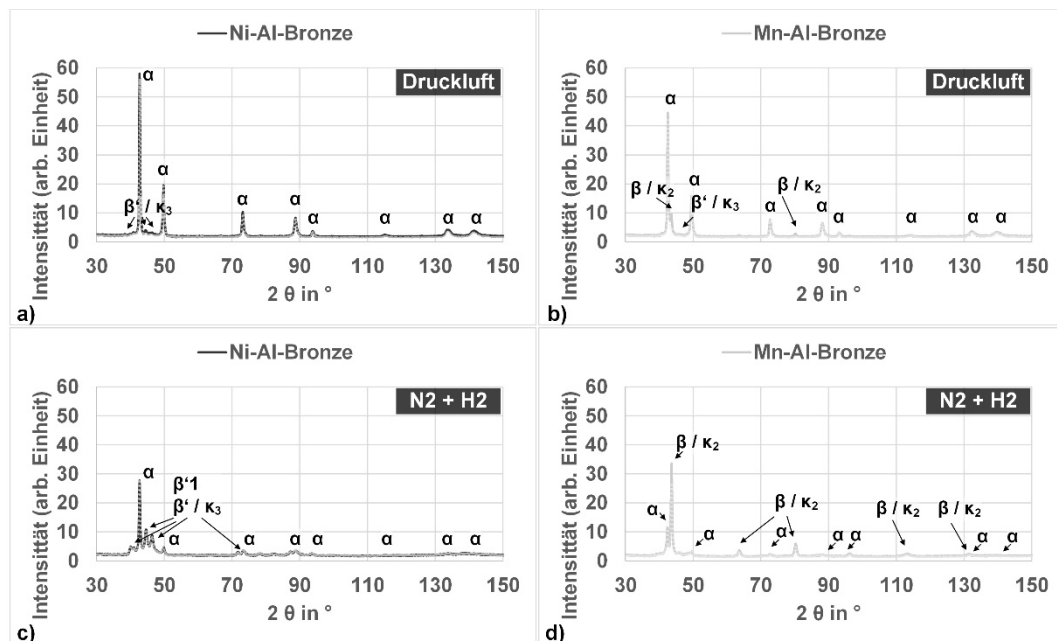 a)
Ni-Al-Bronze
Druckluft
Intensittät (arb. Einheit)
60
50
40
30
20
10
0
α
β‘ / κ3
α
α
α
α
α
α
α
30 50 70 90 110 130 150
2 θ in °
b)
Mn-Al-Bronze
Druckluft
Intensittät (arb. Einheit)
60
50
40
30
20
10
0
α
β / κ2
α
β‘ / κ3
α
β / κ2
α
α
α
α
α
30 50 70 90 110 130 150
2 θ in °
c)
Ni-Al-Bronze
N2 + H2
Intensittät (arb. Einheit)
60
50
40
30
20
10
0
α
β‘1
β‘ / κ3
α
α
α
α
α
α
α
30 50 70 90 110 130 150
2 θ in °
d)
Mn-Al-Bronze
N2 + H2
Intensittät (arb. Einheit)
60
50
40
30
20
10
0
β / κ2
α
α
β / κ2
α
α
α
β / κ2
β / κ2
α
α
30 50 70 90 110 130 150
2 θ in °